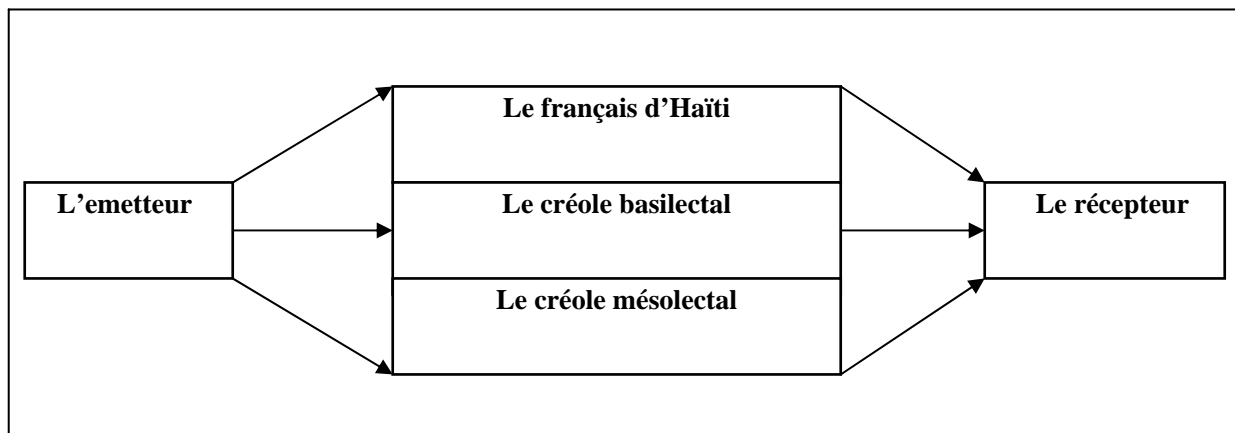 Le français d’Haïti
L’emetteur
Le créole basilectal
Le récepteur
Le créole mésolectal